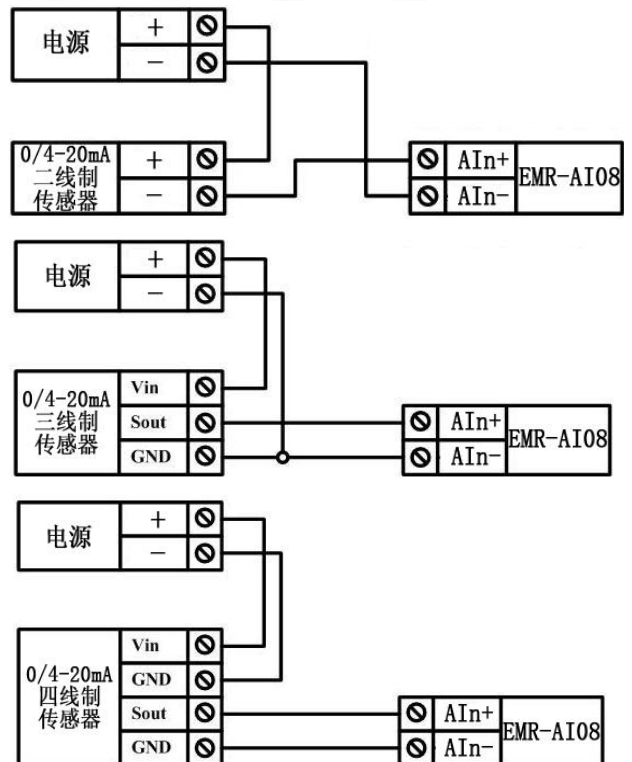 电源
+
−
0/4-20mA
二线制
传感器
+
−
AIn+
AIn-
EMR-AI08
电源
+
−
0/4-20mA
三线制
传感器
Vin
Sout
GND
AIn+
AIn-
EMR-AI08
电源
+
−
0/4-20mA
四线制
传感器
Vin
GND
Sout
GND
AIn+
AIn-
EMR-AI08